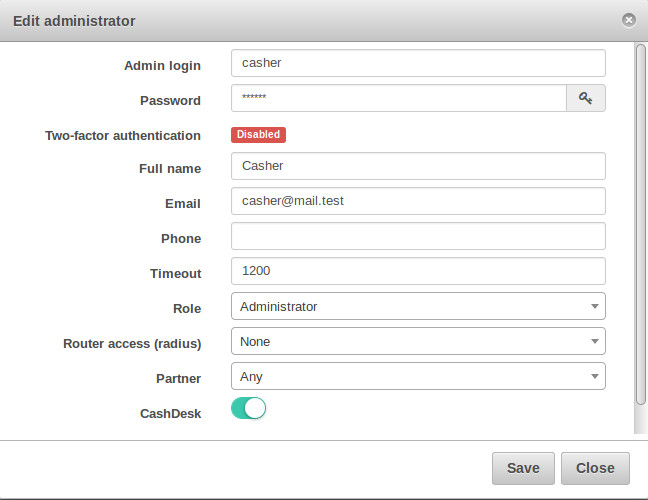 Edit administrator
Admin login casher
Password ******
Two-factor authentication Disabled
Full name Casher
Email casher@mail.test
Phone
Timeout 1200
Role Administrator
Router access (radius) None
Partner Any
CashDesk
Save Close